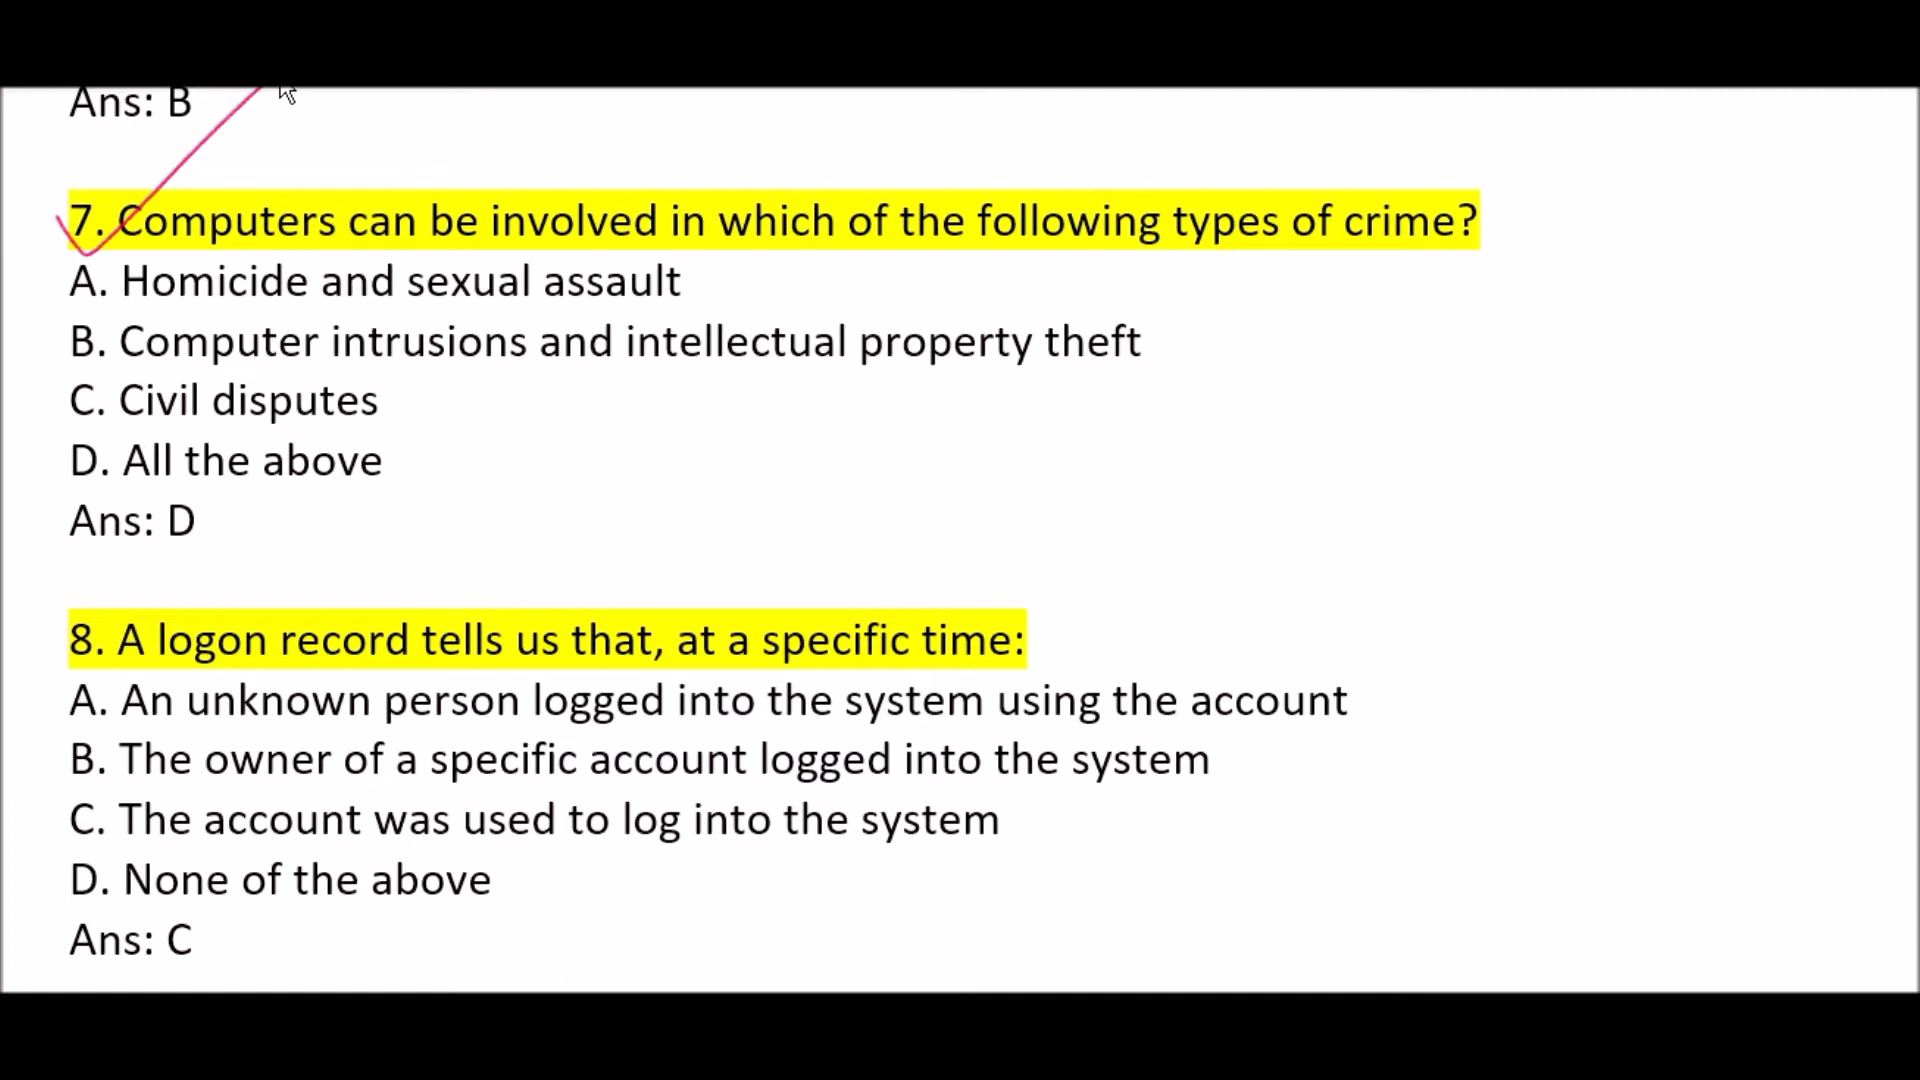 Ans: B
7. Computers can be involved in which of the following types of crime?
A. Homicide and sexual assault
B. Computer intrusions and intellectual property theft
C. Civil disputes
D. All the above
Ans: D
8. A logon record tells us that, at a specific time:
A. An unknown person logged into the system using the account
B. The owner of a specific account logged into the system
C. The account was used to log into the system
D. None of the above
Ans: C